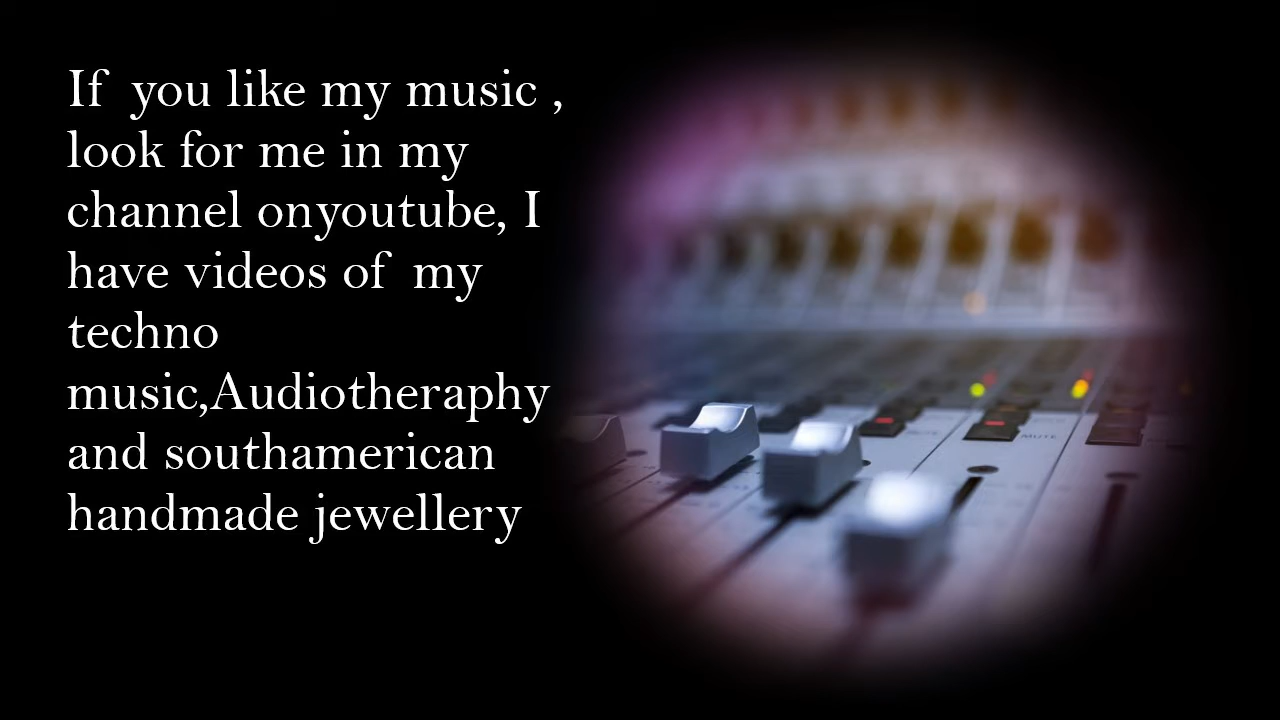 If you like my music ,
look for me in my
channel onyoutube, I
have videos of my
techno
music,Audiotheraphy
and southamerican
handmade jewellery
MUTE